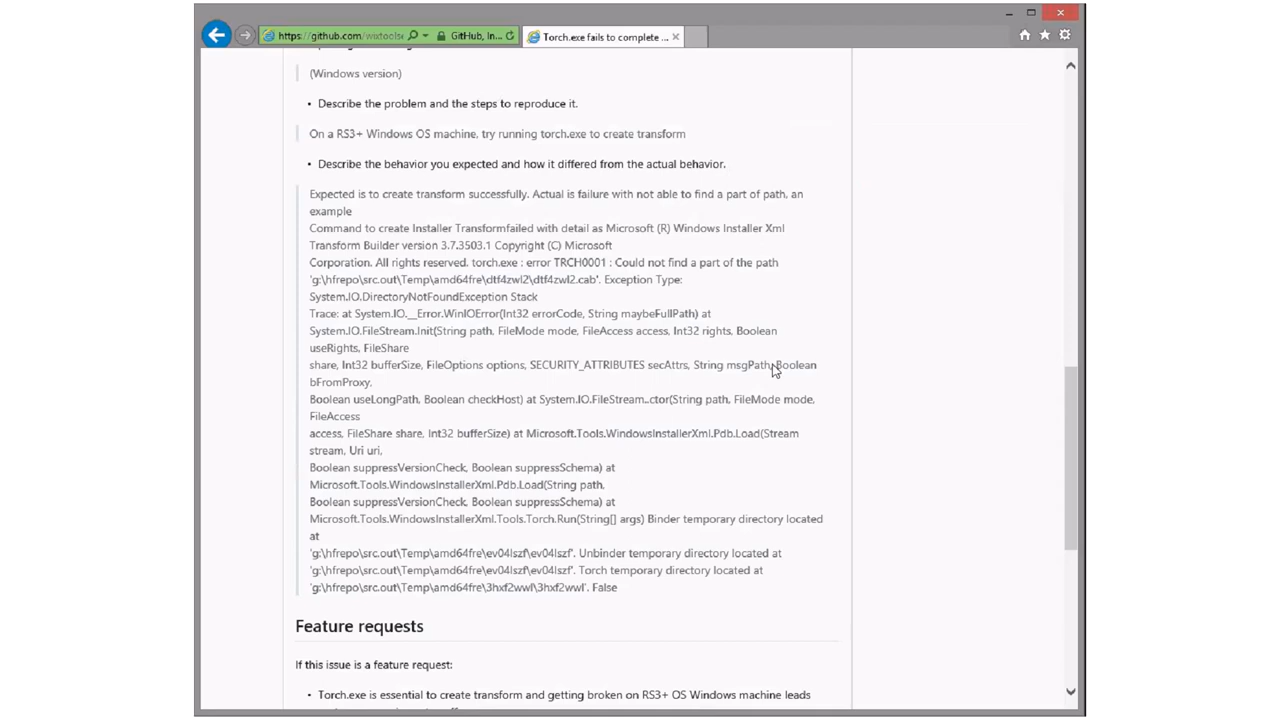 https://github.com/wixtools
GitHub, In...
Torch.exe fails to complete ...
(Windows version)
• Describe the problem and the steps to reproduce it.
On a RS3+ Windows OS machine, try running torch.exe to create transform
• Describe the behavior you expected and how it differed from the actual behavior.
Expected is to create transform successfully. Actual is failure with not able to find a part of path, an
example
Command to create Installer Transformfailed with detail as Microsoft (R) Windows Installer Xml
Transform Builder version 3.7.3503.1 Copyright (C) Microsoft
Corporation. All rights reserved. torch.exe : error TRCH0001 : Could not find a part of the path
'g:\hfrepo\src.out\Temp\amd64fre\dtf4zwl2\dtf4zwl2.cab'. Exception Type:
System.IO.DirectoryNotFoundException Stack
Trace: at System.IO.__Error.WinIOError(Int32 errorCode, String maybeFullPath) at
System.IO.FileStream.Init(String path, FileMode mode, FileAccess access, Int32 rights, Boolean
useRights, FileShare
share, Int32 bufferSize, FileOptions options, SECURITY_ATTRIBUTES secAttrs, String msgPath, Boolean
bFromProxy,
Boolean useLongPath, Boolean checkHost) at System.IO.FileStream..ctor(String path, FileMode mode,
FileAccess
access, FileShare share, Int32 bufferSize) at Microsoft.Tools.WindowsInstallerXml.Pdb.Load(Stream
stream, Uri uri,
Boolean suppressVersionCheck, Boolean suppressSchema) at
Microsoft.Tools.WindowsInstallerXml.Pdb.Load(String path,
Boolean suppressVersionCheck, Boolean suppressSchema) at
Microsoft.Tools.WindowsInstallerXml.Tools.Torch.Run(String[] args) Binder temporary directory located
at
'g:\hfrepo\src.out\Temp\amd64fre\ev04lszf\ev04lszf'. Unbinder temporary directory located at
'g:\hfrepo\src.out\Temp\amd64fre\ev04lszf\ev04lszf'. Torch temporary directory located at
'g:\hfrepo\src.out\Temp\amd64fre\3hxf2wwl\3hxf2wwl'. False
Feature requests
If this issue is a feature request:
• Torch.exe is essential to create transform and getting broken on RS3+ OS Windows machine leads